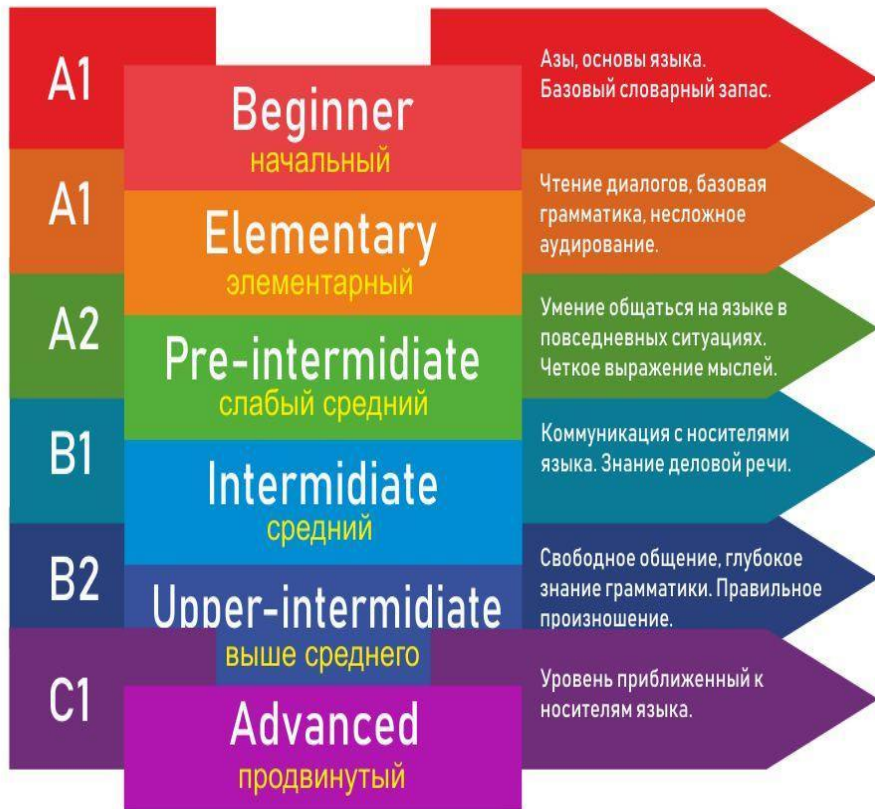 A1
Beginner
начальный
Азы, основы языка.
Базовый словарный запас.
A1
Elementary
элементарный
Чтение диалогов, базовая
грамматика, несложное
аудирование.
A2
Pre-intermidiate
слабый средний
Умение общаться на языке в
повседневных ситуациях.
Четкое выражение мыслей.
B1
Intermidiate
средний
Коммуникация с носителями
языка. Знание деловой речи.
B2
Upper-intermidiate
выше среднего
Свободное общение, глубокое
знание грамматики. Правильное
произношение.
C1
Advanced
продвинутый
Уровень приближенный к
носителям языка.